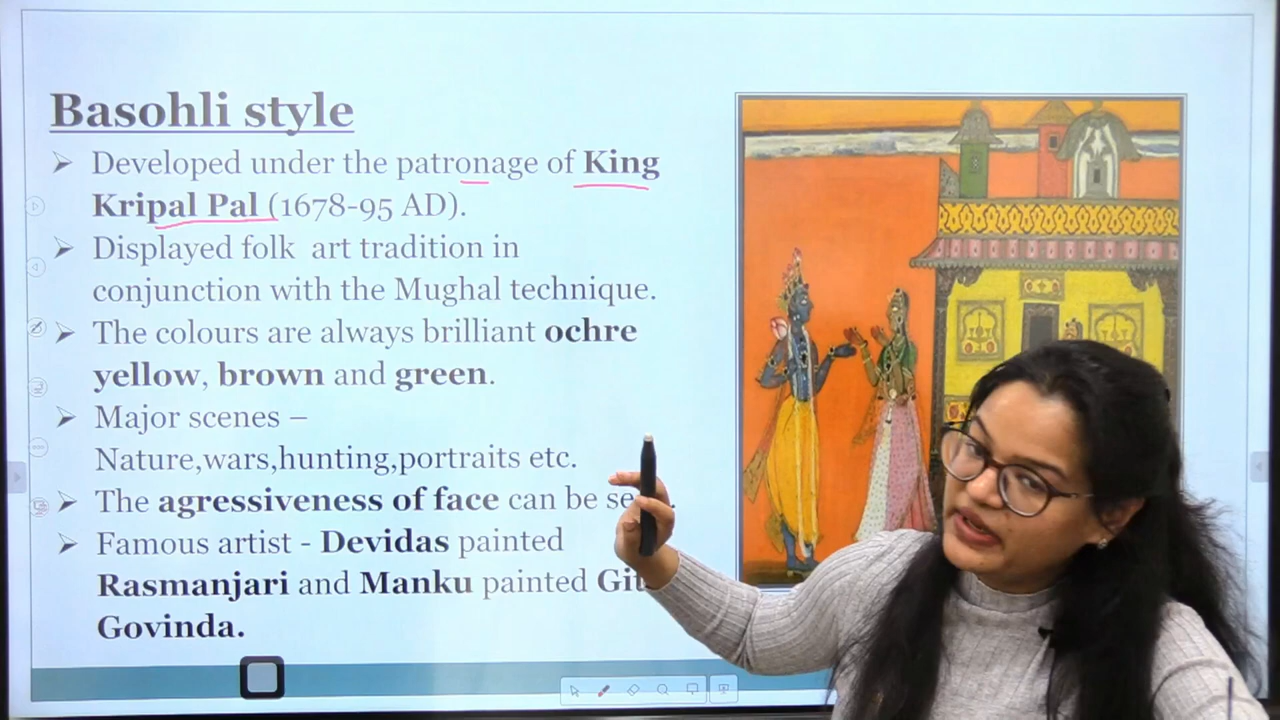 Basohli style
Developed under the patronage of King
Kripal Pal (1678-95 AD).
Displayed folk art tradition in
conjunction with the Mughal technique.
The colours are always brilliant ochre
yellow, brown and green.
Major scenes –
Nature,wars,hunting,portraits etc.
The agressiveness of face can be
Famous artist - Devidas painted
Rasmanjari and Manku painted
Govinda.